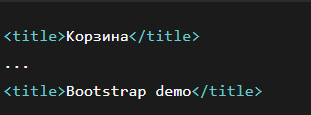 <title>Корзина</title>
...
<title>Bootstrap demo</title>